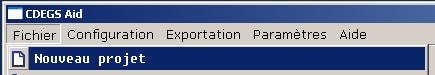 CDEGS Aid
Fichier Configuration Exportation Paramètres Aide
Nouveau projet